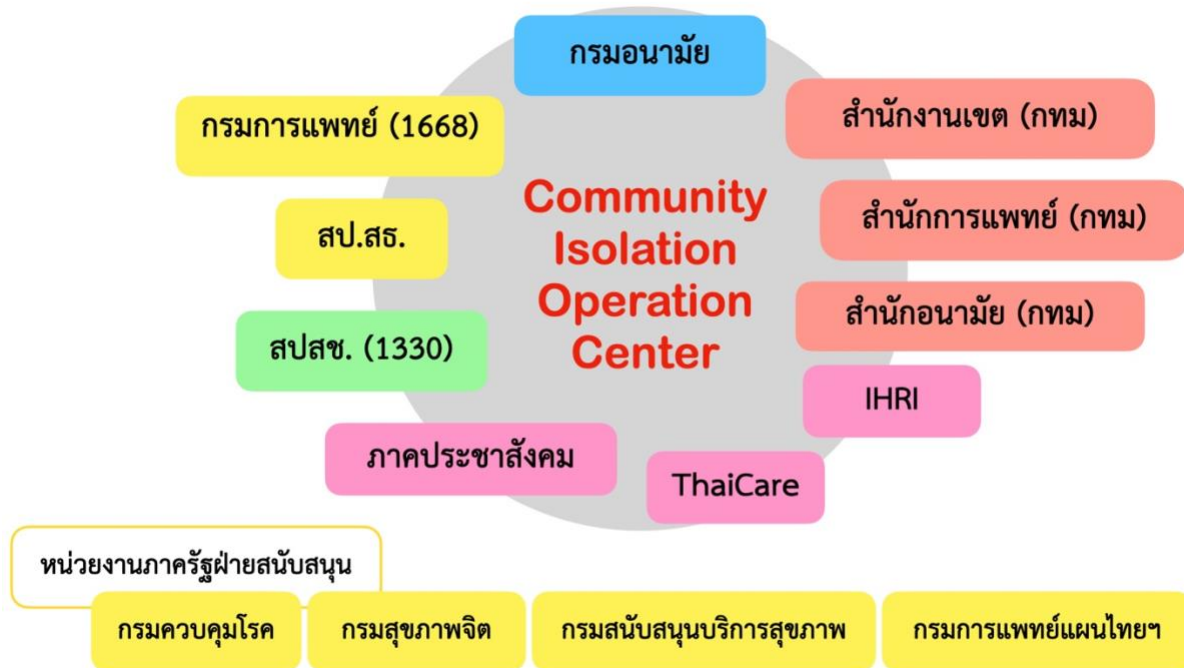 กรมอนามัย
กรมการแพทย์ (1668)
สำนักงานเขต (กทม)
Community
Isolation
Operation
Center
สป.สธ.
สำนักการแพทย์ (กทม)
สปสช. (1330)
สำนักอนามัย (กทม)
IHRI
ภาคประชาสังคม
ThaiCare
หน่วยงานภาครัฐฝ่ายสนับสนุน
กรมควบคุมโรค
กรมสุขภาพจิต
กรมสนับสนุนบริการสุขภาพ
กรมการแพทย์แผนไทยฯ